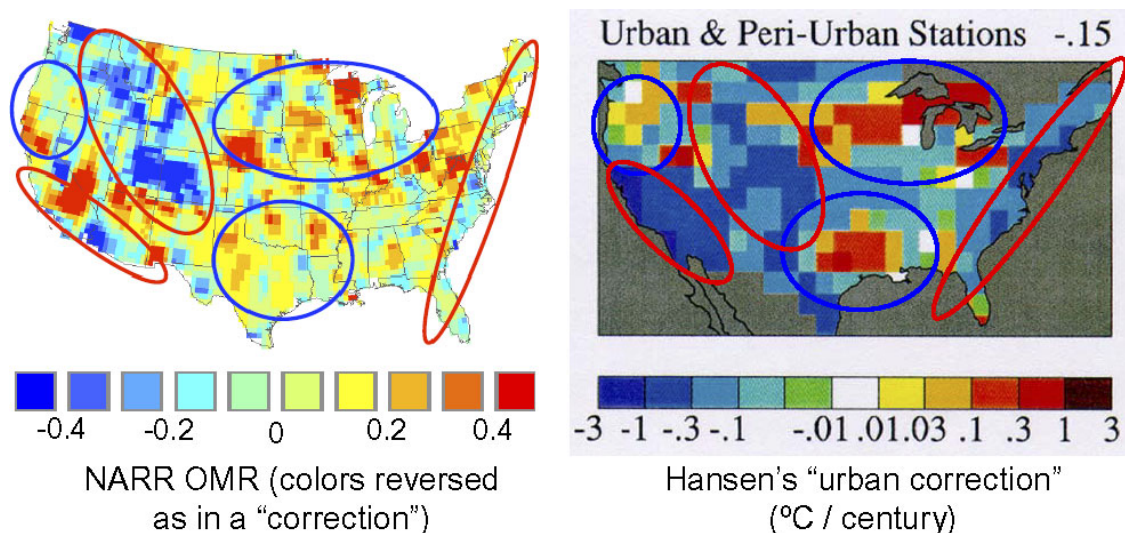 Urban & Peri-Urban Stations -.15
-0.4 -0.2 0 0.2 0.4
-3 -1 -.3 -.1 -.01 .01 .03 .1 .3 1 3
NARR OMR (colors reversed
as in a “correction”)
Hansen’s “urban correction”
(ºC / century)